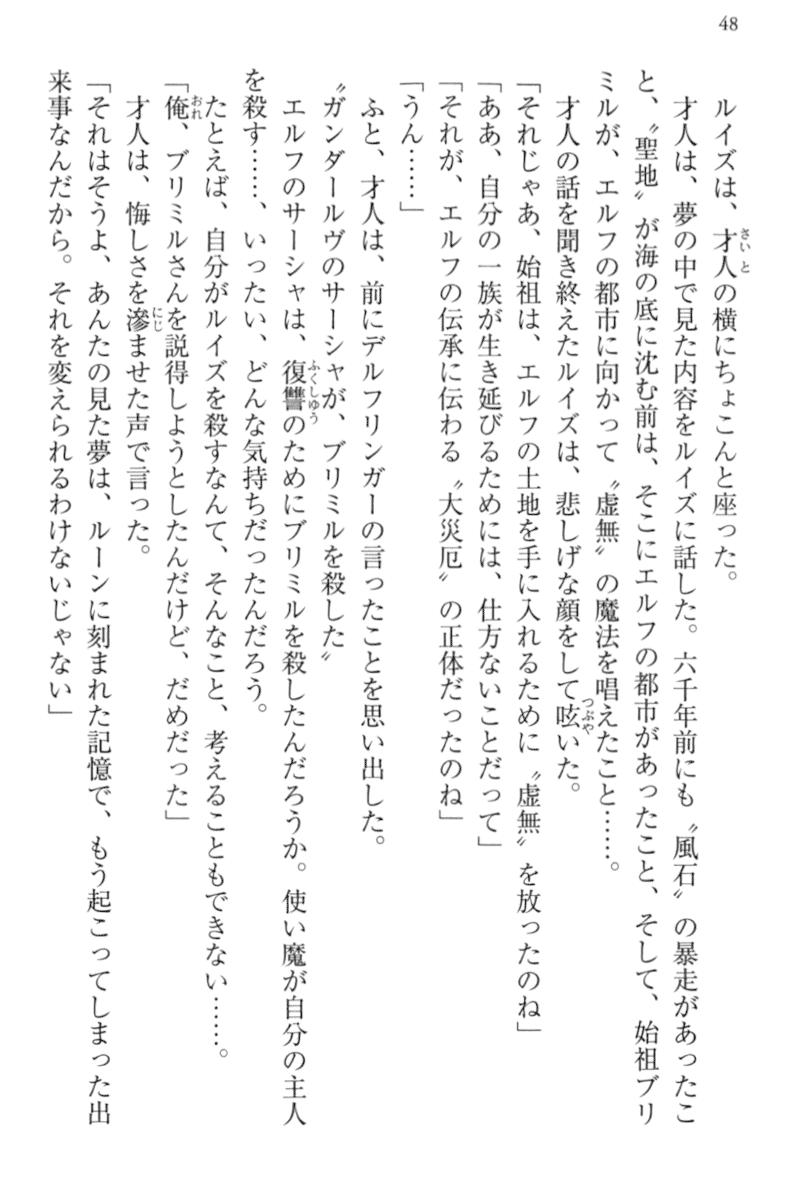 48
ルイズは、才人の横にちょこんと座った。
才人は、夢の中で見た内容をルイズに話した。六千年前にも〝風石〟の暴走があったこ
と、〝聖地〟が海の底に沈む前は、そこにエルフの都市があったこと、そして、始祖ブリ
ミルが、エルフの都市に向かって〝虚無〟の魔法を唱えたこと……。
才人の話を聞き終えたルイズは、悲しげな顔をして呟いた。
「それじゃあ、始祖は、エルフの土地を手に入れるために〝虚無〟を放ったのね」
「ああ、自分の一族が生き延びるためには、仕方ないことだって」
「それが、エルフの伝承に伝わる〝大災厄〟の正体だったのね」
「うん……」
ふと、才人は、前にデルフリンガーの言ったことを思い出した。
〝ガンダールヴのサーシャが、ブリミルを殺した〟
エルフのサーシャは、復讐のためにブリミルを殺したんだろうか。使い魔が自分の主人
を殺す……、いったい、どんな気持ちだったんだろう。
たとえば、自分がルイズを殺すなんて、そんなこと、考えることもできない……。
「俺、ブリミルさんを説得しようとしたんだけど、だめだった」
才人は、悔しさを滲ませた声で言った。
「それはそうよ、あんたの見た夢は、ルーンに刻まれた記憶で、もう起こってしまった出
来事なんだから。それを変えられるわけないじゃない」